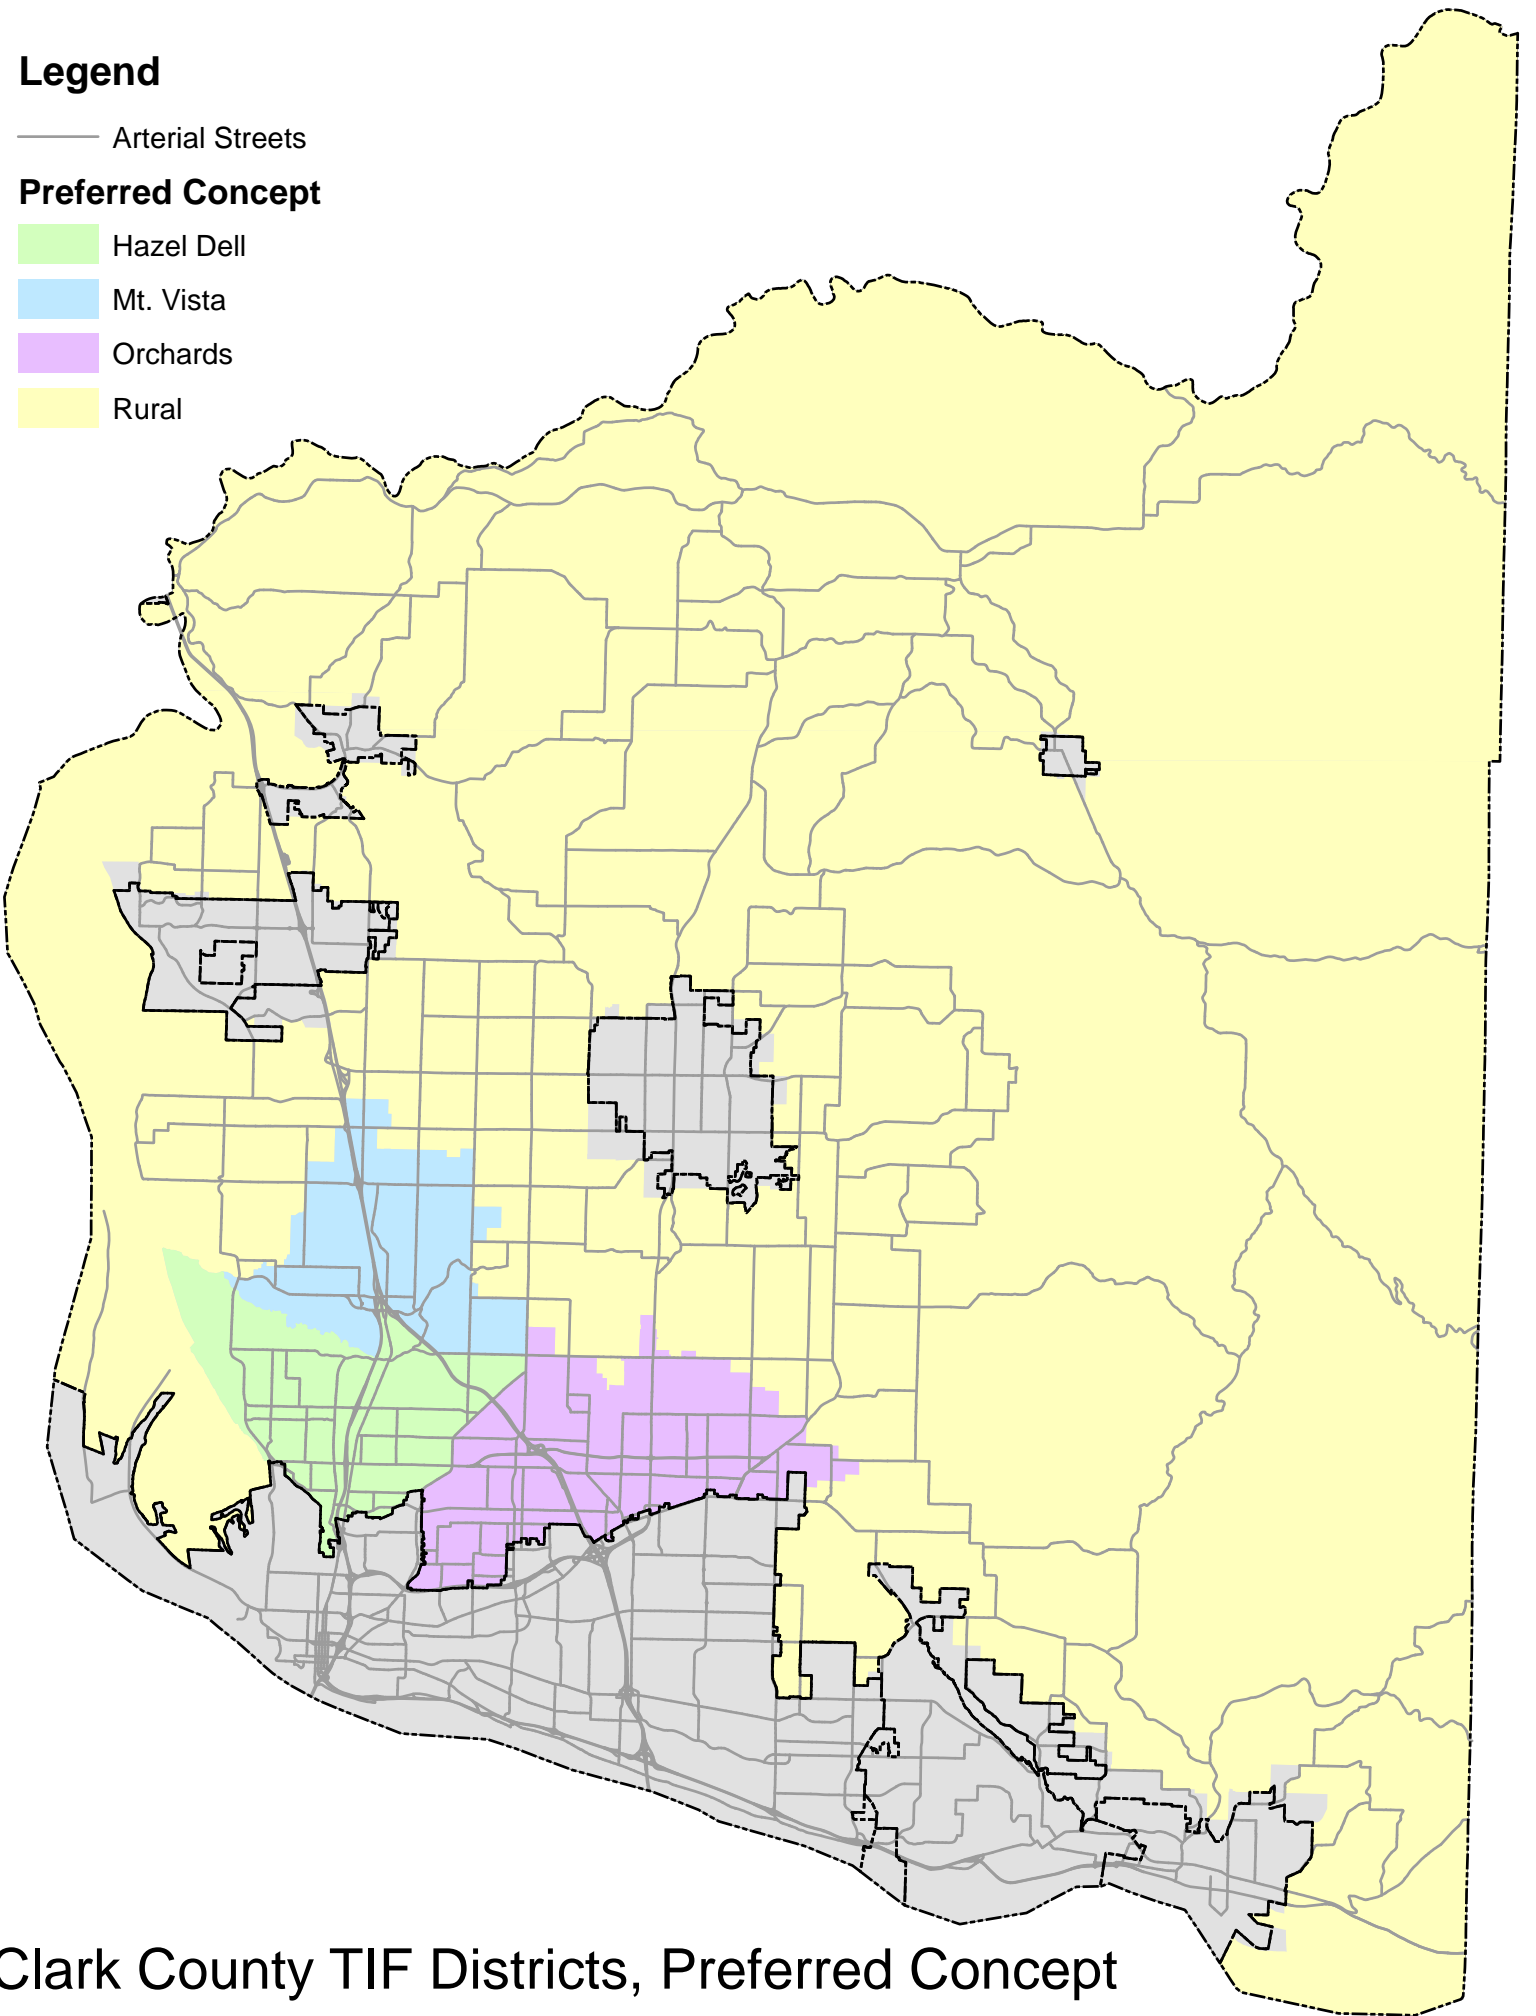 Legend
Arterial Streets
Preferred Concept
Hazel Dell
Mt. Vista
Orchards
Rural
Clark County TIF Districts, Preferred Concept